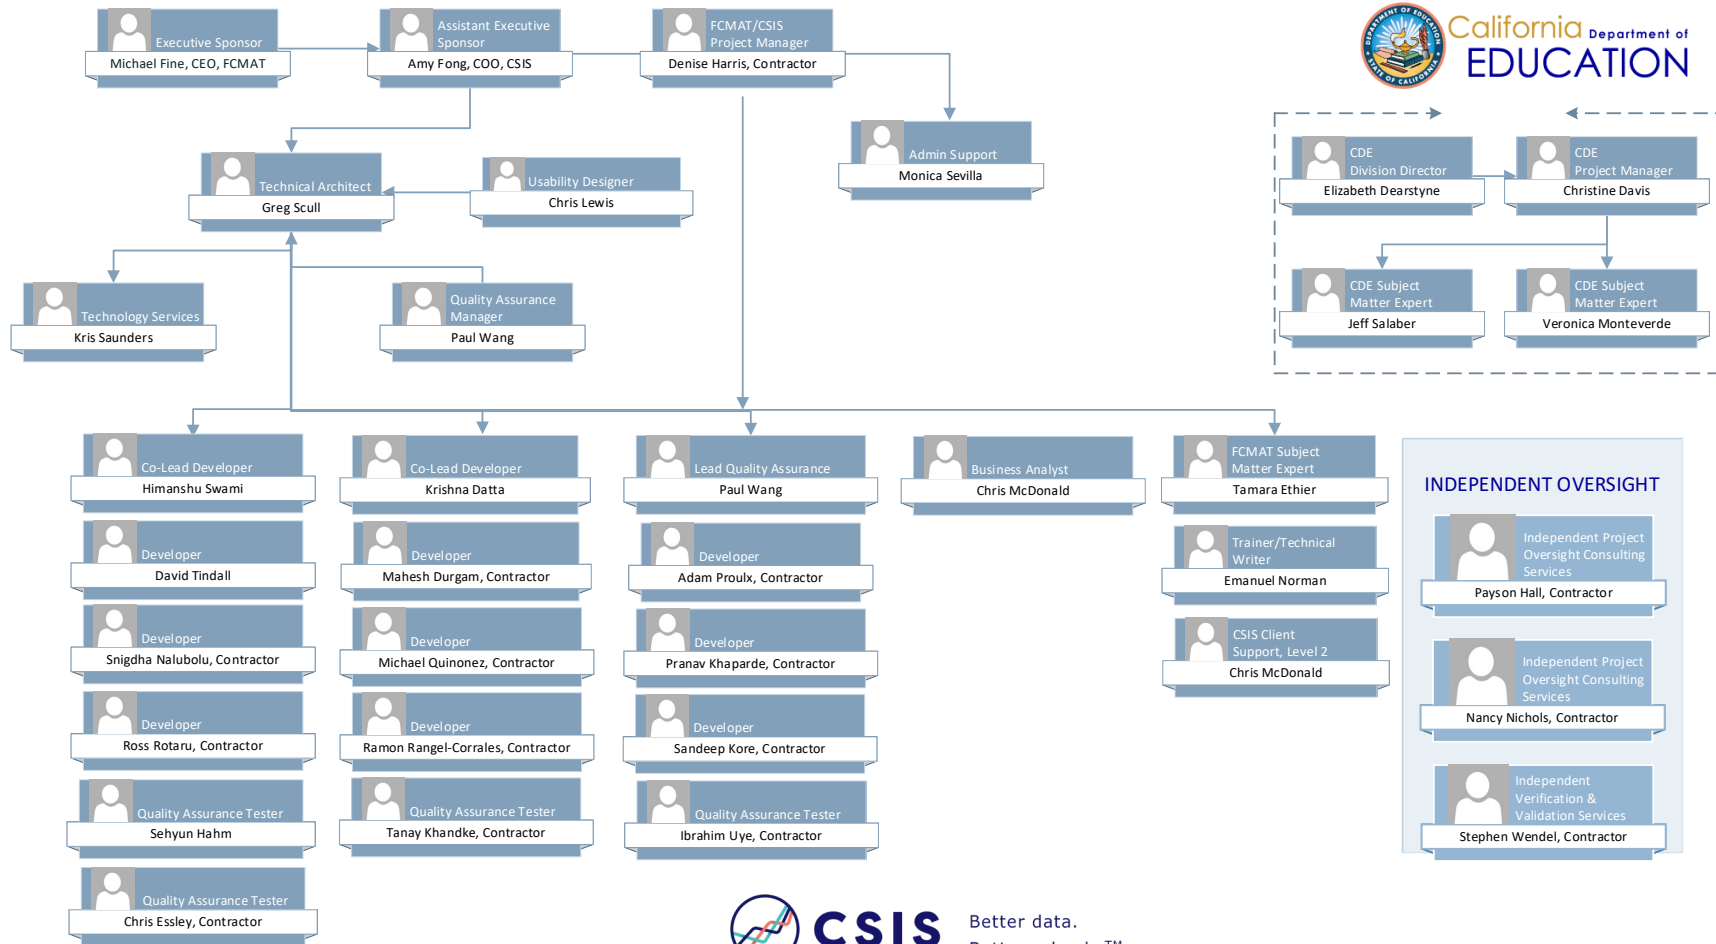 Executive Sponsor
Michael Fine, CEO, FCMAT
Assistant Executive
Sponsor
Amy Fong, COO, CSIS
FCMAT/CSIS
Project Manager
Denise Harris, Contractor
DEPARTMENT OF EDUCATION
STATE OF CALIFORNIA
California Department of
EDUCATION
Admin Support
Monica Sevilla
CDE
Division Director
Elizabeth Dearstyne
CDE
Project Manager
Christine Davis
Technical Architect
Greg Scull
Usability Designer
Chris Lewis
CDE Subject
Matter Expert
Jeff Salaber
CDE Subject
Matter Expert
Veronica Monteverde
Technology Services
Kris Saunders
Quality Assurance
Manager
Paul Wang
Co-Lead Developer
Himanshu Swami
Developer
David Tindall
Developer
Snigdha Nalubolu, Contractor
Developer
Ross Rotaru, Contractor
Quality Assurance Tester
Sehyun Hahm
Quality Assurance Tester
Chris Essley, Contractor
Co-Lead Developer
Krishna Datta
Developer
Mahesh Durgam, Contractor
Developer
Michael Quinonez, Contractor
Developer
Ramon Rangel-Corrales, Contractor
Quality Assurance Tester
Tanay Khandke, Contractor
Lead Quality Assurance
Paul Wang
Developer
Adam Proulx, Contractor
Developer
Pranav Khaparde, Contractor
Developer
Sandeep Kore, Contractor
Quality Assurance Tester
Ibrahim Uye, Contractor
Business Analyst
Chris McDonald
FCMAT Subject
Matter Expert
Tamara Ethier
Trainer/Technical
Writer
Emanuel Norman
CSIS Client
Support, Level 2
Chris McDonald
INDEPENDENT OVERSIGHT
Independent Project
Oversight Consulting
Services
Payson Hall, Contractor
Independent Project
Oversight Consulting
Services
Nancy Nichols, Contractor
Independent
Verification &
Validation Services
Stephen Wendel, Contractor
CSIS
Better data.